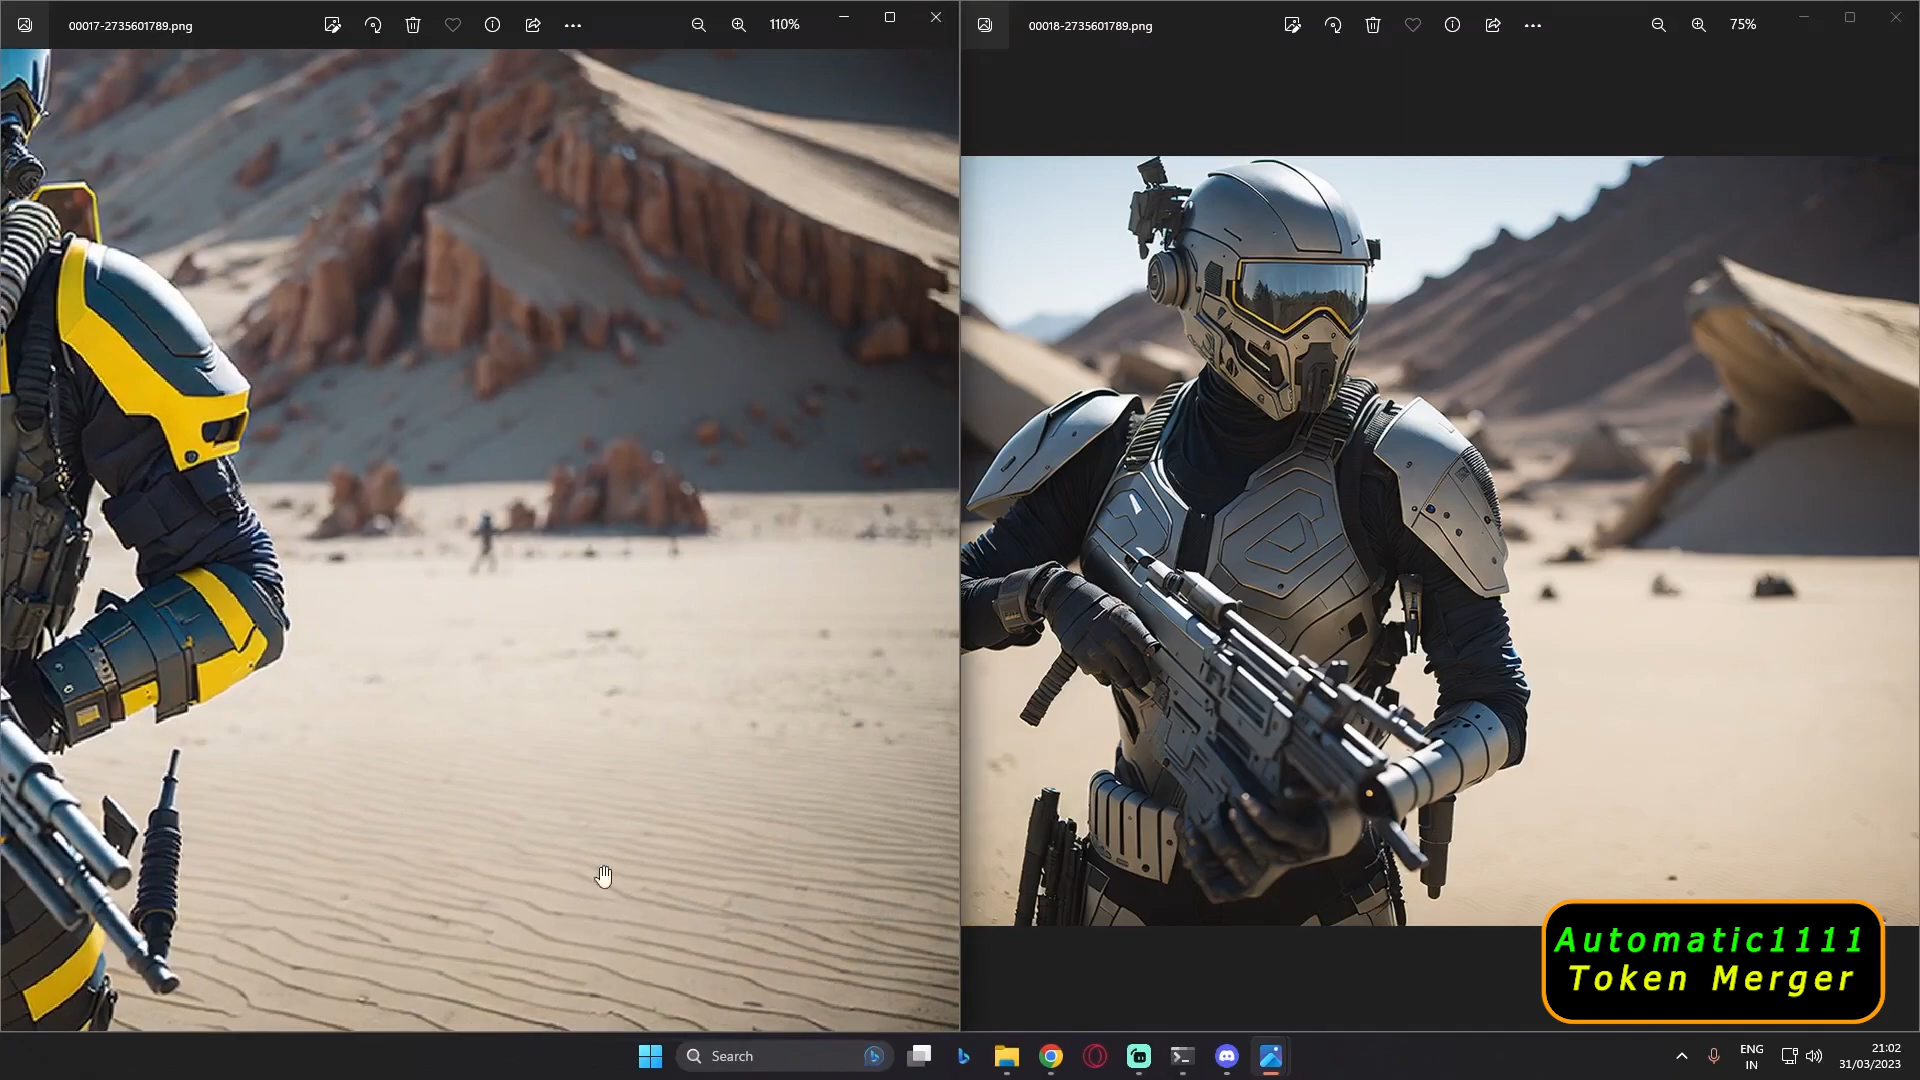 00017-2735601789.png
110%
00018-2735601789.png
75%
Automatic1111
Token Merger
Search
ENG
IN
21:02
31/03/2023